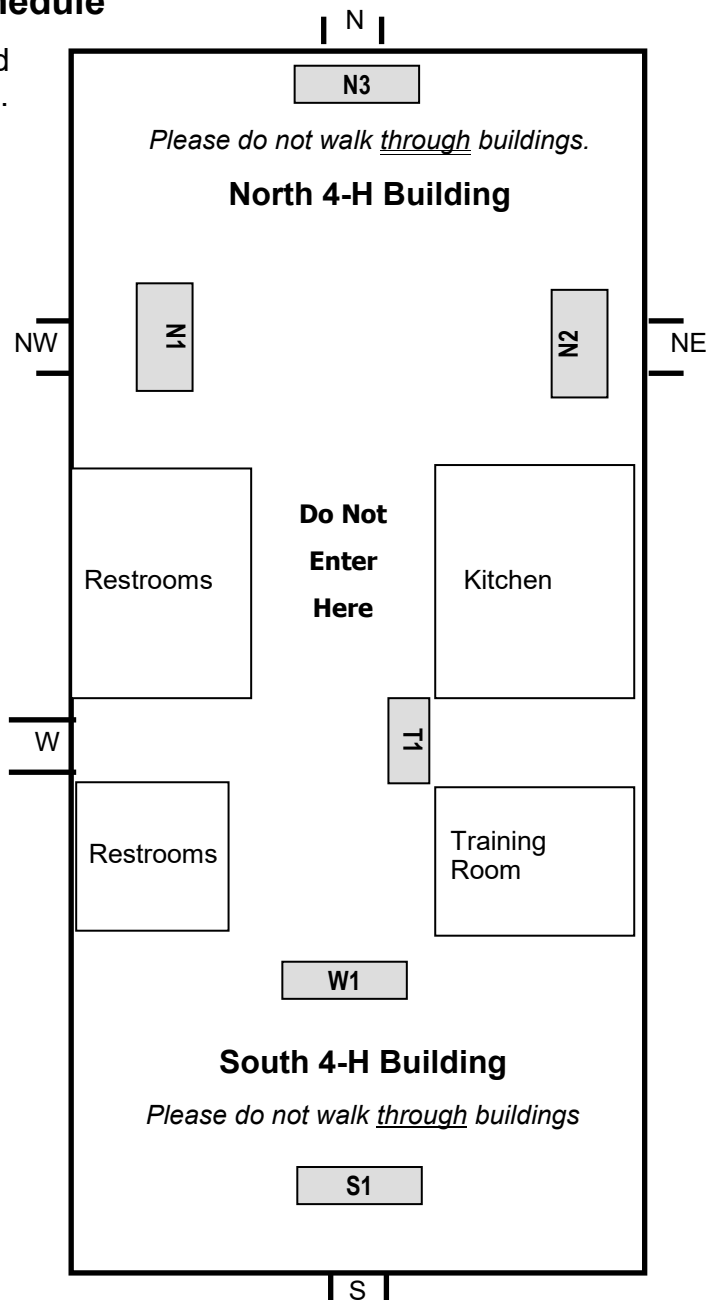 N
N3
Please do not walk through buildings.
North 4-H Building
NW
N1
N2
NE
Do Not
Enter
Here
Restrooms
Kitchen
W
T1
Restrooms
Training
Room
W1
South 4-H Building
Please do not walk through buildings
S1
S